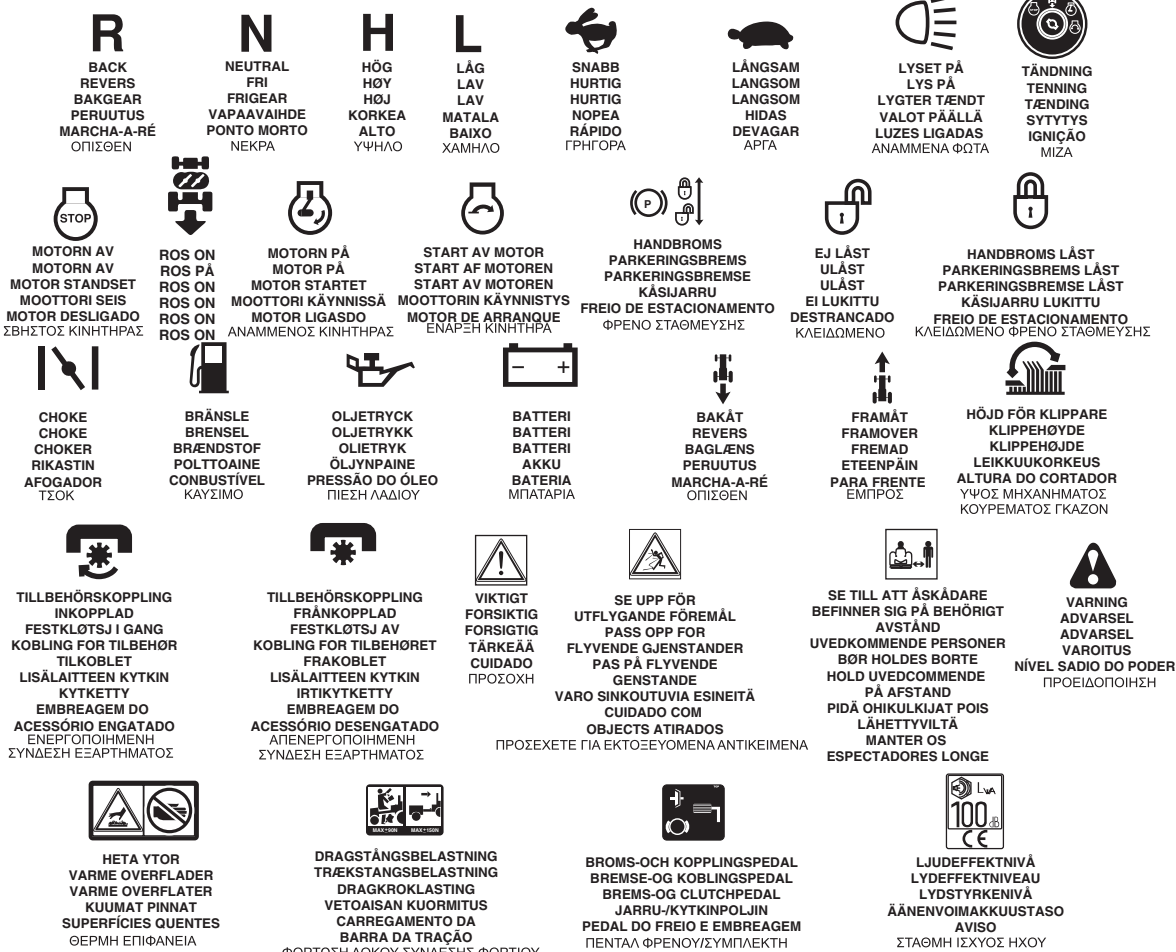 R
BACK
REVERS
BAKGEAR
PERUUTUS
MARCHA-A-RÉ
ΟΠΙΣΘΕΝ
N
NEUTRAL
FRI
FRIGEAR
VAPAAVAIHDE
PONTO MORTO
ΝΕΚΡΑ
H
HÖG
HØY
HØJ
KORKEA
ALTO
ΥΨΗΛΟ
L
LÅG
LAV
LAV
MATALA
BAIXO
ΧΑΜΗΛΟ
SNABB
HURTIG
HURTIG
NOPEA
RÁPIDO
ΓΡΗΓΟΡΑ
LÅNGSAM
LANGSOM
LANGSOM
HIDAS
DEVAGAR
ΑΡΓΑ
LYSET PÅ
LYS PÅ
LYGTER TÆNDT
VALOT PÄÄLLÄ
LUZES LIGADAS
ΑΝΑΜΜΕΝΑ ΦΩΤΑ
TÄNDNING
TENNING
TÆNDING
SYTYTYS
IGNIÇÃO
ΜΙΖΑ
STOP
MOTORN AV
MOTORN AV
MOTOR STANDSET
MOOTTORI SEIS
MOTOR DESLIGADO
ΣΒΗΣΤΟΣ ΚΙΝΗΤΗΡΑΣ
ROS ON
ROS PÅ
ROS ON
ROS ON
ROS ON
ROS ON
MOTORN PÅ
MOTOR PÅ
MOTOR STARTET
MOOTTORI KÄYNNISSÄ
MOTOR LIGASDO
ΑΝΑΜΜΕΝΟΣ ΚΙΝΗΤΗΡΑΣ
START AV MOTOR
START AF MOTOREN
START AV MOTOREN
MOOTTORIN KÄYNNISTYS
MOTOR DE ARRANQUE
ΕΝΑΡΞΗ ΚΙΝΗΤΗΡΑ
P
HANDBROMS
PARKERINGSBREMS
PARKERINGSBREMSE
KÅSIJARRU
FREIO DE ESTACIONAMENTO
ΦΡΕΝΟ ΣΤΑΘΜΕΥΣΗΣ
EJ LÅST
ULÅST
ULÅST
EI LUKITTU
DESTRANCADO
ΚΛΕΙΔΩΜΕΝΟ
HANDBROMS LÅST
PARKERINGSBREMS LÅST
PARKERINGSBREMSE LÅST
KÄSIJARRU LUKITTU
FREIO DE ESTACIONAMENTO
ΚΛΕΙΔΩΜΕΝΟ ΦΡΕΝΟ ΣΤΑΘΜΕΥΣΗΣ
CHOKE
CHOKE
CHOKER
RIKASTIN
AFOGADOR
ΤΣΟΚ
BRÄNSLE
BRENSEL
BRÆNDSTOF
POLTTOAINE
CONBUSTÍVEL
ΚΑΥΣΙΜΟ
OLJETRYCK
OLJETRYKK
OLIETRYK
ÖLJYNPAINE
PRESSÃO DO ÓLEO
ΠΙΕΣΗ ΛΑΔΙΟΥ
BATTERI
BATTERI
BATTERI
AKKU
BATERIA
ΜΠΑΤΑΡΙΑ
BAKÅT
REVERS
BAGLÆNS
PERUUTUS
MARCHA-A-RÉ
ΟΠΙΣΘΕΝ
FRAMÅT
FRAMOVER
FREMAD
ETEENPÄIN
PARA FRENTE
ΕΜΠΡΟΣ
HÖJD FÖR KLIPPARE
KLIPPEHØYDE
KLIPPEHØJDE
LEIKKUUKORKEUS
ALTURA DO CORTADOR
ΥΨΟΣ ΜΗΧΑΝΗΜΑΤΟΣ
ΚΟΥΡΕΜΑΤΟΣ ΓΚΑΖΟΝ
TILLBEHÖRSKOPPLING
INKOPPLAD
FESTKLØTSJ I GANG
KOBLING FOR TILBEHØR
TILKOBLET
LISÄLAITTEEN KYTKIN
KYTKETTY
EMBREAGEM DO
ACESSÓRIO ENGATADO
ΕΝΕΡΓΟΠΟΙΗΜΕΝΗ
ΣΥΝΔΕΣΗ ΕΞΑΡΤΗΜΑΤΟΣ
TILLBEHÖRSKOPPLING
FRÅNKOPPLAD
FESTKLØTSJ AV
KOBLING FOR TILBEHØRET
FRAKOBLET
LISÄLAITTEEN KYTKIN
IRTIKYTKETTY
EMBREAGEM DO
ACESSÓRIO DESENGATADO
ΑΠΕΝΕΡΓΟΠΟΙΗΜΕΝΗ
ΣΥΝΔΕΣΗ ΕΞΑΡΤΗΜΑΤΟΣ
VIKTIGT
FORSIKTIG
FORSIGTIG
TÄRKEÄÄ
CUIDADO
ΠΡΟΣΟΧΗ
SE UPP FÖR
UTFLYGANDE FÖREMÅL
PASS OPP FOR
FLYVENDE GJENSTANDER
PAS PÅ FLYVENDE
GENSTANDE
VARO SINKOUTUVIA ESINEITÄ
CUIDADO COM
OBJECTS ATIRADOS
ΠΡΟΣΕΧΕΤΕ ΓΙΑ ΕΚΤΟΞΕΥΟΜΕΝΑ ΑΝΤΙΚΕΙΜΕΝΑ
SE TILL ATT ÅSKÅDARE
BEFINNER SIG PÅ BEHÖRIGT
AVSTÅND
UVEDKOMMENDE PERSONER
BØR HOLDES BORTE
HOLD UVEDCOMMENDE
PÅ AFSTAND
PIDÄ OHIKULKIJAT POIS
LÄHETTYVILTÄ
MANTER OS
ESPECTADORES LONGE
VARNING
ADVARSEL
ADVARSEL
VAROITUS
NÍVEL SADIO DO PODER
ΠΡΟΕΙΔΟΠΟΙΗΣΗ
HETA YTOR
VARME OVERFLADER
VARME OVERFLATER
KUUMAT PINNAT
SUPERFÍCIES QUENTES
ΘΕΡΜΗ ΕΠΙΦΑΝΕΙΑ
DRAGSTÅNGSBELASTNING
TRÆKSTANGSBELASTNING
DRAGKROKLASTING
VETOAISAN KUORMITUS
CARREGAMENTO DA
BARRA DA TRAÇÃO
BROMS-OCH KOPPLINGSPEDAL
BREMSE-OG KOBLINGSPEDAL
BREMS-OG CLUTCHPEDAL
JARRU-/KYTKINPOLJIN
PEDAL DO FREIO E EMBREAGEM
ΠΕΝΤΑΛ ΦΡΕΝΟΥ/ΣΥΜΠΛΕΚΤΗ
LWA
100 dB
CE
LJUDEFFEKTNIVÅ
LYDEFFEKTNIVEAU
LYDSTYRKENIVÅ
ÄÄNENVOIMAKKUUSTASO
AVISO
ΣΤΑΘΜΗ ΙΣΧΥΟΣ ΗΧΟΥ